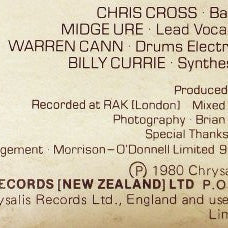 CHRIS CROSS · Ba
MIDGE URE · Lead Voca
WARREN CANN · Drums Electr
BILLY CURRIE · Synthes
Produced
Recorded at RAK [London] Mixed
Photography · Brian
Special Thanks
gement · Morrison–O'Donnell Limited 9
Ⓟ 1980 Chrysa
ECORDS [NEW ZEALAND] LTD P.O
ysalis Records Ltd., England and use
Lim